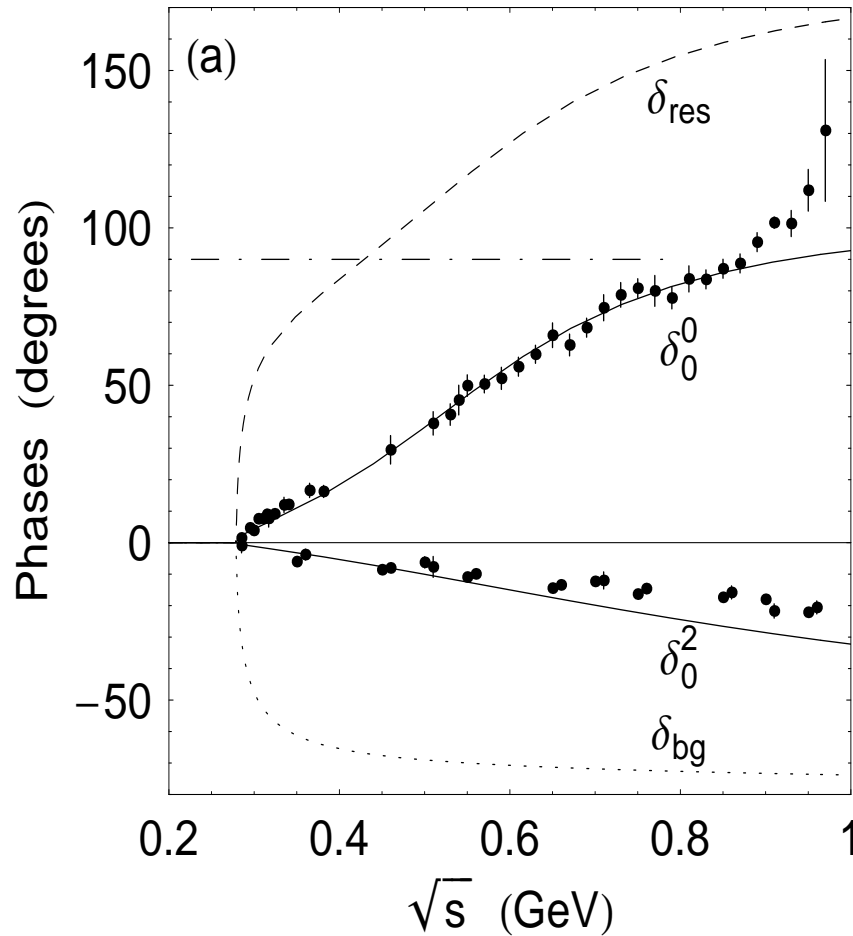 (a)
150
δres
100
δ₀⁰
50
0
δ₀²
−50
δbg
0.2 0.4 0.6 0.8 1
√s (GeV)
Phases (degrees)